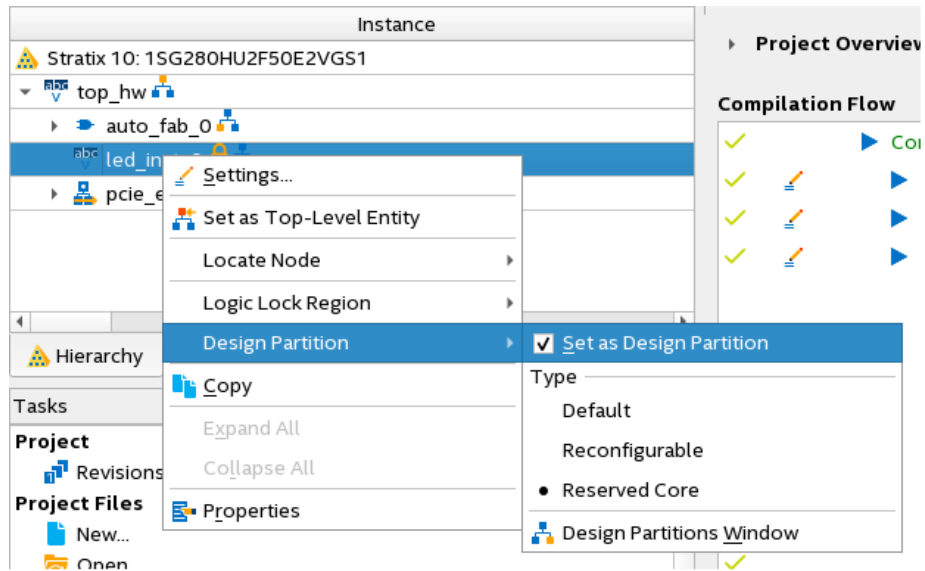 Instance
Stratix 10: 1SG280HU2F50E2VGS1
top_hw
auto_fab_0
pcie_e
Settings...
Set as Top-Level Entity
Locate Node
Logic Lock Region
Design Partition
Copy
Expand All
Collapse All
Properties
Set as Design Partition
Type
Default
Reconfigurable
Reserved Core
Design Partitions Window
Hierarchy
Tasks
Project
Revisions
Project Files
New...
Open
Project Overview
Compilation Flow